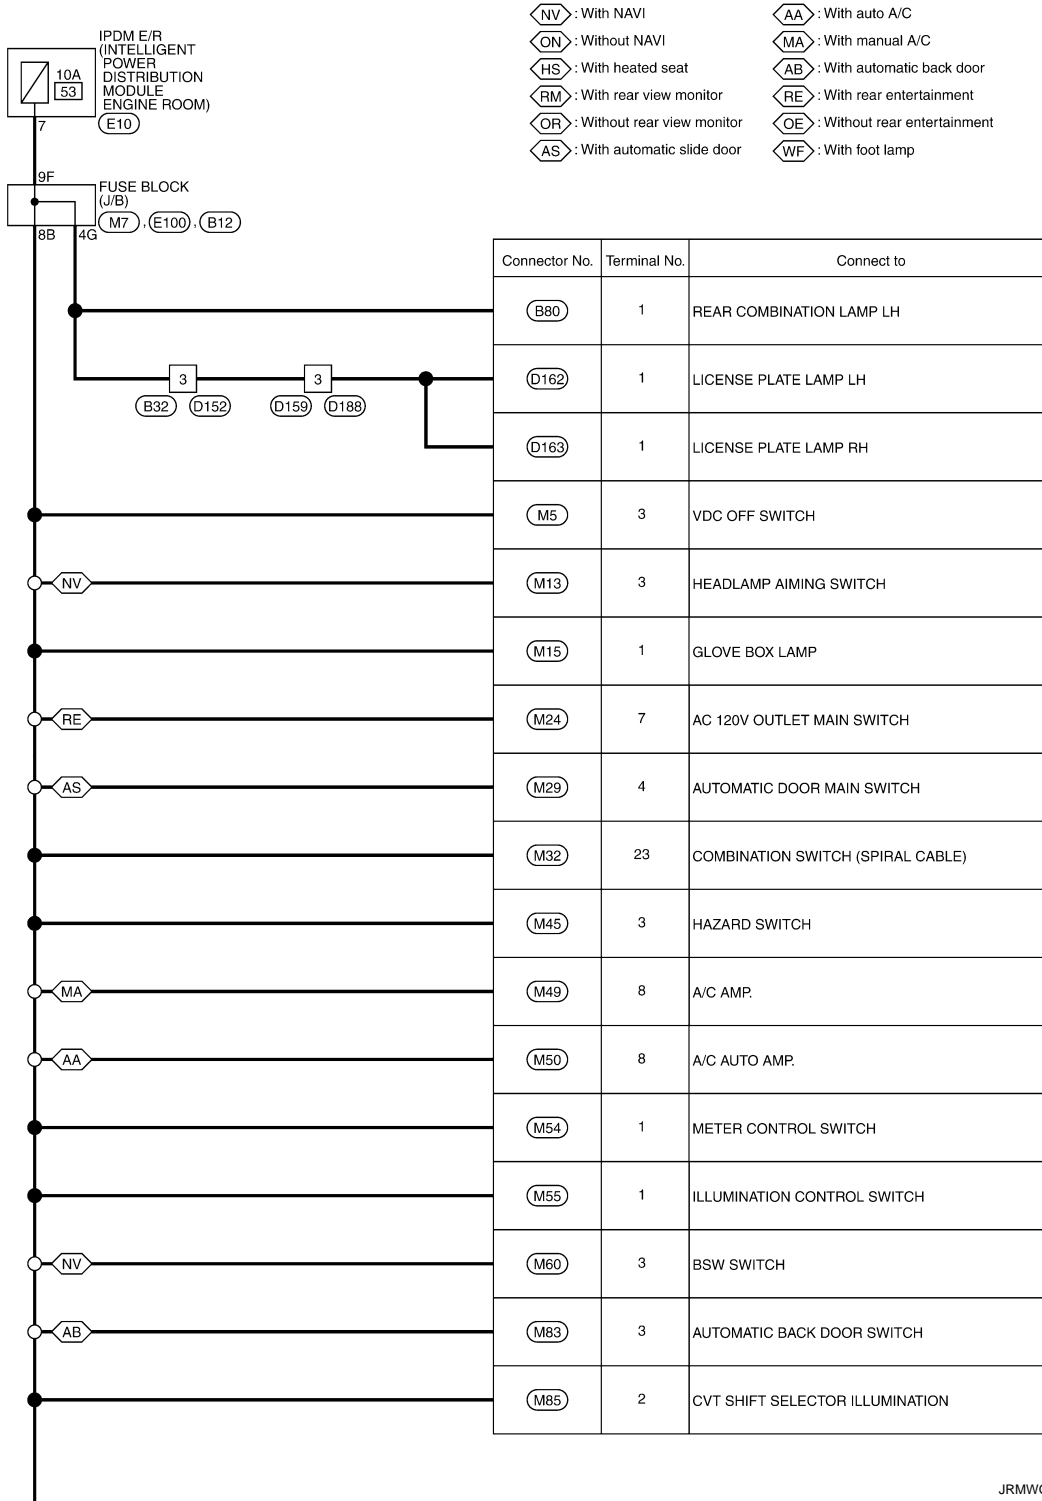 NV : With NAVI
AA : With auto A/C
ON : Without NAVI
MA : With manual A/C
HS : With heated seat
AB : With automatic back door
RM : With rear view monitor
RE : With rear entertainment
OR : Without rear view monitor
OE : Without rear entertainment
AS : With automatic slide door
WF : With foot lamp
IPDM E/R
(INTELLIGENT
POWER
DISTRIBUTION
MODULE
ENGINE ROOM)
E10
10A
53
7
9F
FUSE BLOCK
(J/B)
M7 , E100 , B12
8B 4G
Connector No. Terminal No. Connect to
B80 1 REAR COMBINATION LAMP LH
3 3 D162 1 LICENSE PLATE LAMP LH
B32 D152 D159 D188
D163 1 LICENSE PLATE LAMP RH
M5 3 VDC OFF SWITCH
NV M13 3 HEADLAMP AIMING SWITCH
M15 1 GLOVE BOX LAMP
RE M24 7 AC 120V OUTLET MAIN SWITCH
AS M29 4 AUTOMATIC DOOR MAIN SWITCH
M32 23 COMBINATION SWITCH (SPIRAL CABLE)
M45 3 HAZARD SWITCH
MA M49 8 A/C AMP.
AA M50 8 A/C AUTO AMP.
M54 1 METER CONTROL SWITCH
M55 1 ILLUMINATION CONTROL SWITCH
NV M60 3 BSW SWITCH
AB M83 3 AUTOMATIC BACK DOOR SWITCH
M85 2 CVT SHIFT SELECTOR ILLUMINATION